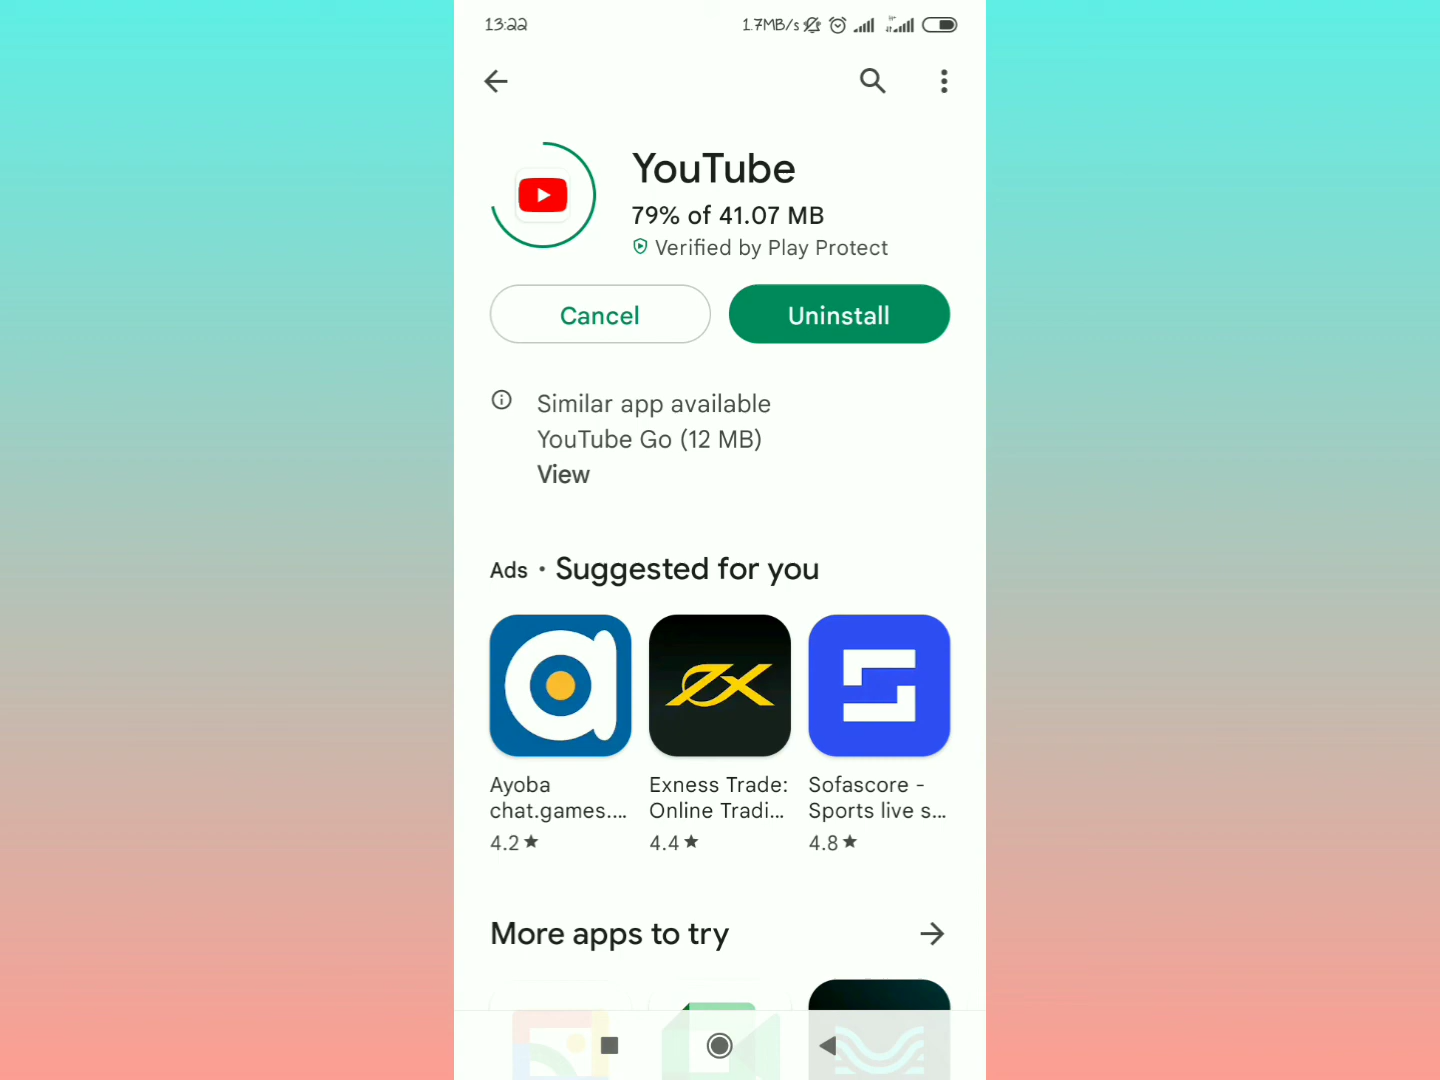 13:22
1.7MB/s
H+
YouTube
79% of 41.07 MB
Verified by Play Protect
Cancel
Uninstall
Similar app available
YouTube Go (12 MB)
View
Ads • Suggested for you
Ayoba
chat.games....
4.2★
Exness Trade:
Online Tradi...
4.4★
Sofascore -
Sports live s...
4.8★
More apps to try